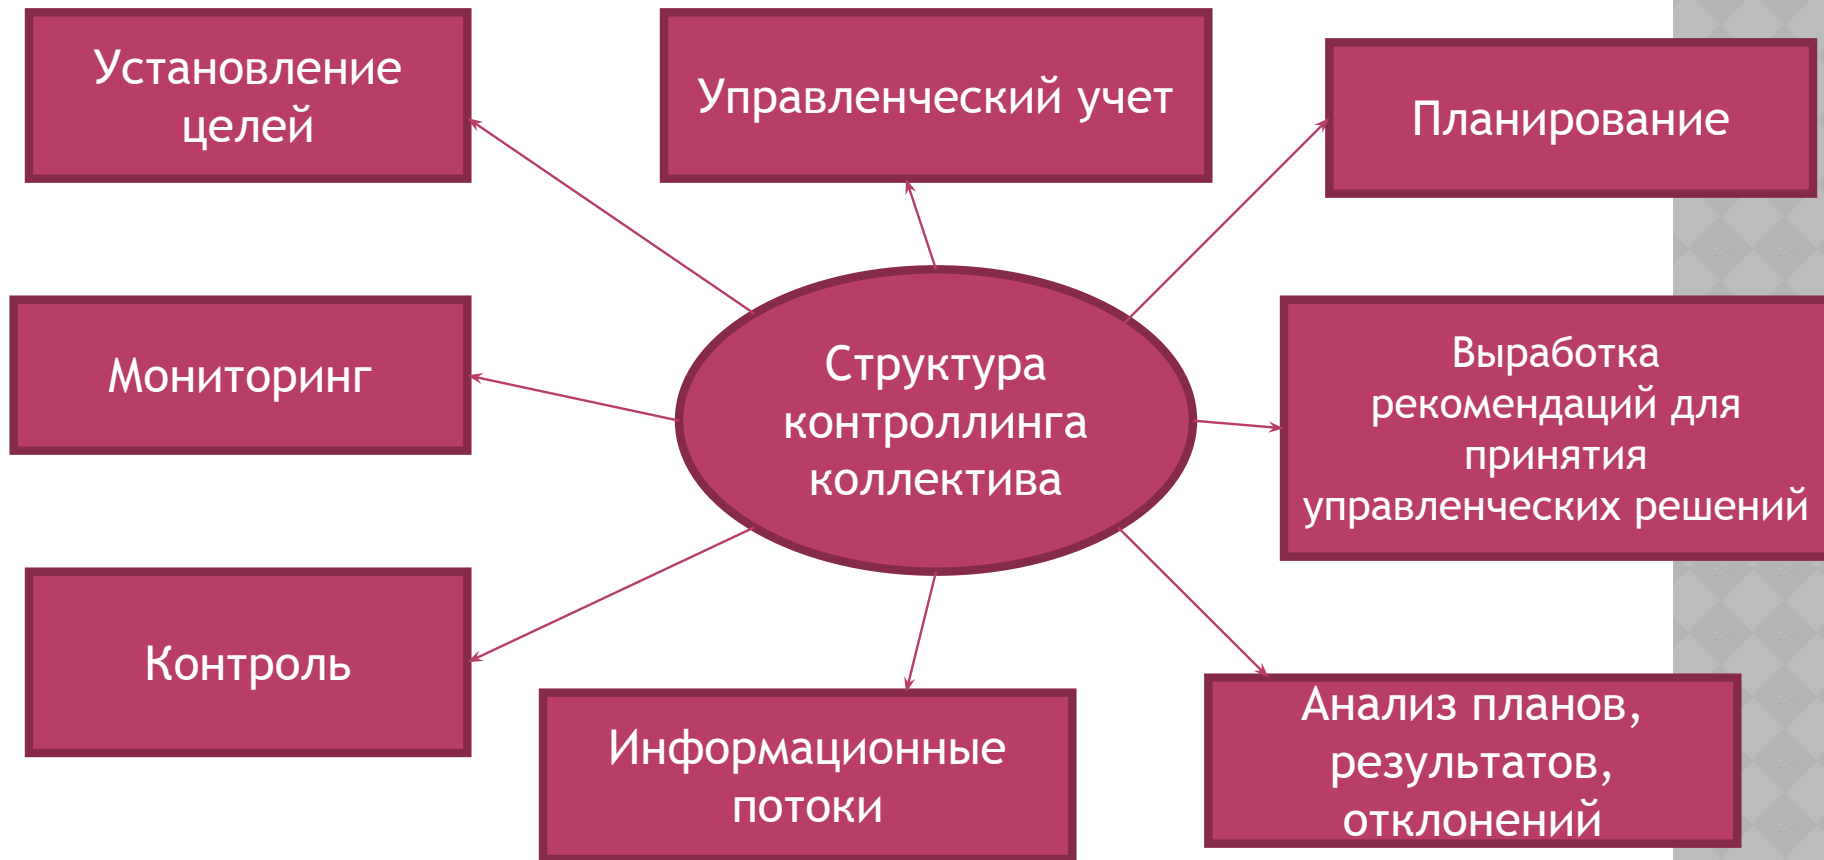 Установление
целей
Управленческий учет
Планирование
Мониторинг
Структура
контроллинга
коллектива
Выработка
рекомендаций для
принятия
управленческих решений
Контроль
Информационные
потоки
Анализ планов,
результатов,
отклонений